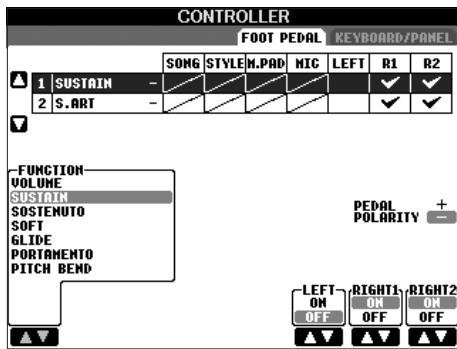 CONTROLLER
FOOT PEDAL KEYBOARD/PANEL
SONG STYLE M.PAD MIC LEFT R1 R2
1 SUSTAIN –
2 S.ART –
FUNCTION
VOLUME
SUSTAIN
SOSTENUTO
SOFT
GLIDE
PORTAMENTO
PITCH BEND
PEDAL POLARITY + –
LEFT RIGHT1 RIGHT2
ON ON ON
OFF OFF OFF